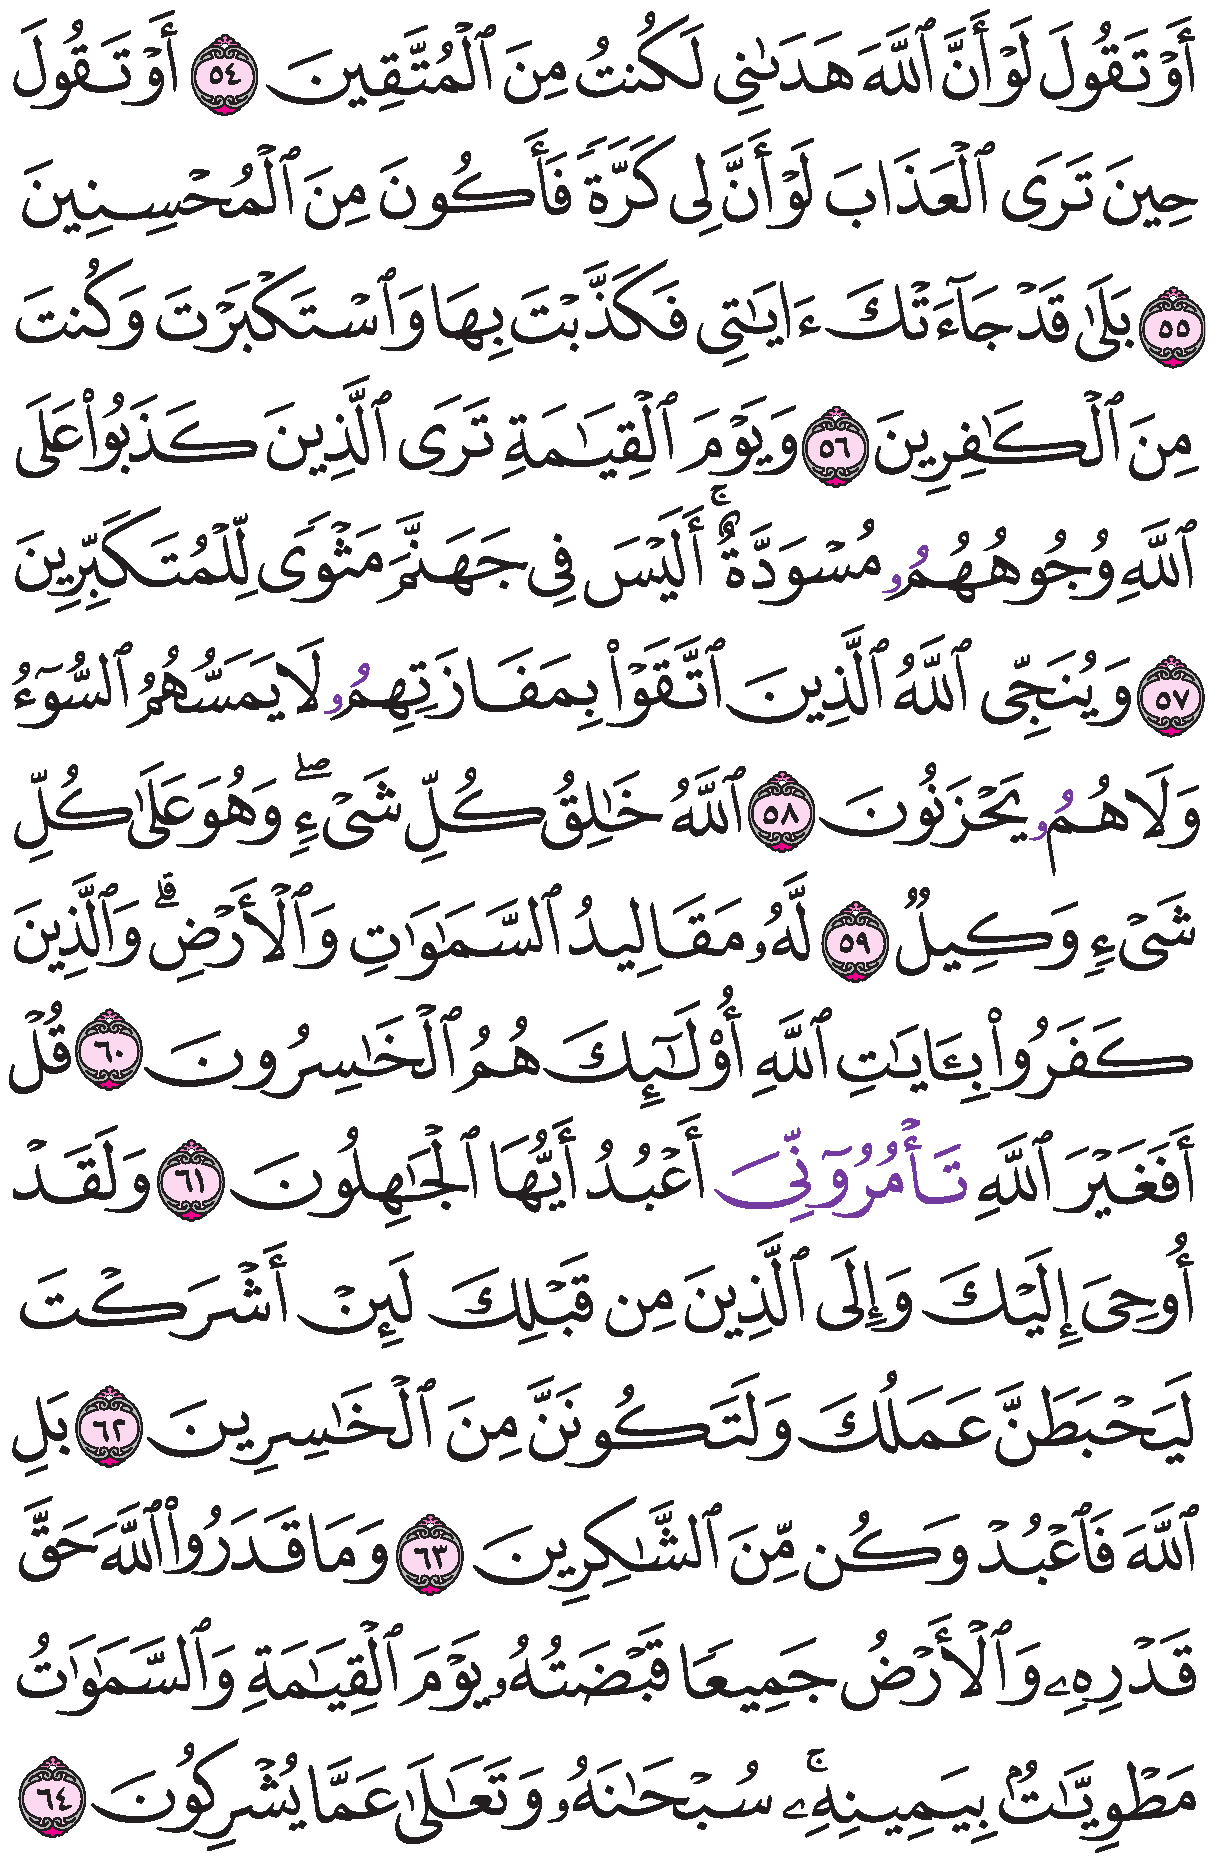 أَوْ تَقُولَ لَوْ أَنَّ ٱللَّهَ هَدَىٰنِى لَكُنتُ مِنَ ٱلْمُتَّقِينَ ٥٤ أَوْ تَقُولَ
حِينَ تَرَى ٱلْعَذَابَ لَوْ أَنَّ لِى كَرَّةً فَأَكُونَ مِنَ ٱلْمُحْسِنِينَ
٥٥ بَلَىٰ قَدْ جَآءَتْكَ ءَايَٰتِى فَكَذَّبْتَ بِهَا وَٱسْتَكْبَرْتَ وَكُنتَ
مِنَ ٱلْكَٰفِرِينَ ٥٦ وَيَوْمَ ٱلْقِيَٰمَةِ تَرَى ٱلَّذِينَ كَذَبُوا۟ عَلَى
ٱللَّهِ وُجُوهُهُمُۥ مُسْوَدَّةٌ ۚ أَلَيْسَ فِى جَهَنَّمَ مَثْوًى لِّلْمُتَكَبِّرِينَ
٥٧ وَيُنَجِّى ٱللَّهُ ٱلَّذِينَ ٱتَّقَوْا۟ بِمَفَازَتِهِمُۥ لَا يَمَسُّهُمُ ٱلسُّوٓءُ
وَلَا هُمُۥ يَحْزَنُونَ ٥٨ ٱللَّهُ خَٰلِقُ كُلِّ شَىْءٍ ۖ وَهُوَ عَلَىٰ كُلِّ
شَىْءٍ وَكِيلٌ ٥٩ لَّهُۥ مَقَالِيدُ ٱلسَّمَٰوَٰتِ وَٱلْأَرْضِ ۗ وَٱلَّذِينَ
كَفَرُوا۟ بِـَٔايَٰتِ ٱللَّهِ أُو۟لَٰٓئِكَ هُمُ ٱلْخَٰسِرُونَ ٦٠ قُلْ
أَفَغَيْرَ ٱللَّهِ تَأْمُرُوٓنِّىَ أَعْبُدُ أَيُّهَا ٱلْجَٰهِلُونَ ٦١ وَلَقَدْ
أُوحِىَ إِلَيْكَ وَإِلَى ٱلَّذِينَ مِن قَبْلِكَ لَئِنْ أَشْرَكْتَ
لَيَحْبَطَنَّ عَمَلُكَ وَلَتَكُونَنَّ مِنَ ٱلْخَٰسِرِينَ ٦٢ بَلِ
ٱللَّهَ فَٱعْبُدْ وَكُن مِّنَ ٱلشَّٰكِرِينَ ٦٣ وَمَا قَدَرُوا۟ ٱللَّهَ حَقَّ
قَدْرِهِۦ وَٱلْأَرْضُ جَمِيعًا قَبْضَتُهُۥ يَوْمَ ٱلْقِيَٰمَةِ وَٱلسَّمَٰوَٰتُ
مَطْوِيَّٰتٌۢ بِيَمِينِهِۦ ۚ سُبْحَٰنَهُۥ وَتَعَٰلَىٰ عَمَّا يُشْرِكُونَ ٦٤